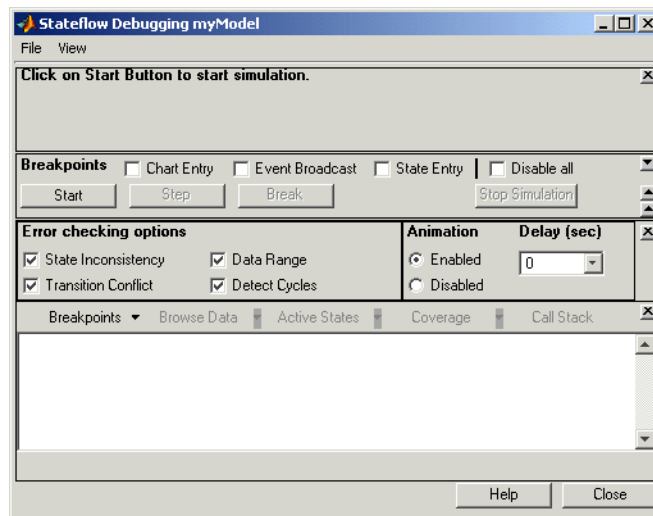 Stateflow Debugging myModel
File View
Click on Start Button to start simulation.
Breakpoints Chart Entry Event Broadcast State Entry Disable all
Start Step Break Stop Simulation
Error checking options Animation Delay (sec)
State Inconsistency Data Range Enabled 0
Transition Conflict Detect Cycles Disabled
Breakpoints Browse Data Active States Coverage Call Stack
Help Close